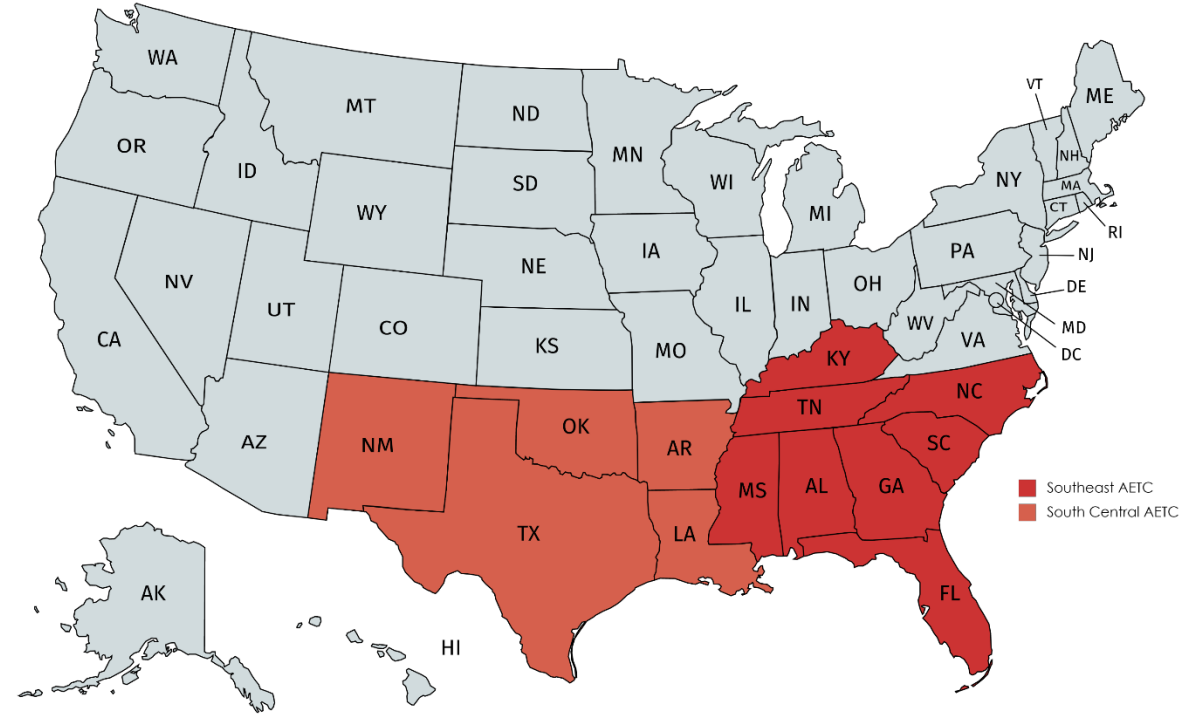 WA
MT
ND
MN
ME
VT
OR
ID
SD
WI
NH
NY
MA
WY
MI
CT
RI
IA
PA
NJ
NE
NV
OH
DE
UT
IL
IN
CO
WV
MD
CA
KS
MO
VA
DC
KY
NC
TN
OK
AZ
NM
AR
SC
MS
AL
GA
Southeast AETC
South Central AETC
TX
LA
AK
FL
HI